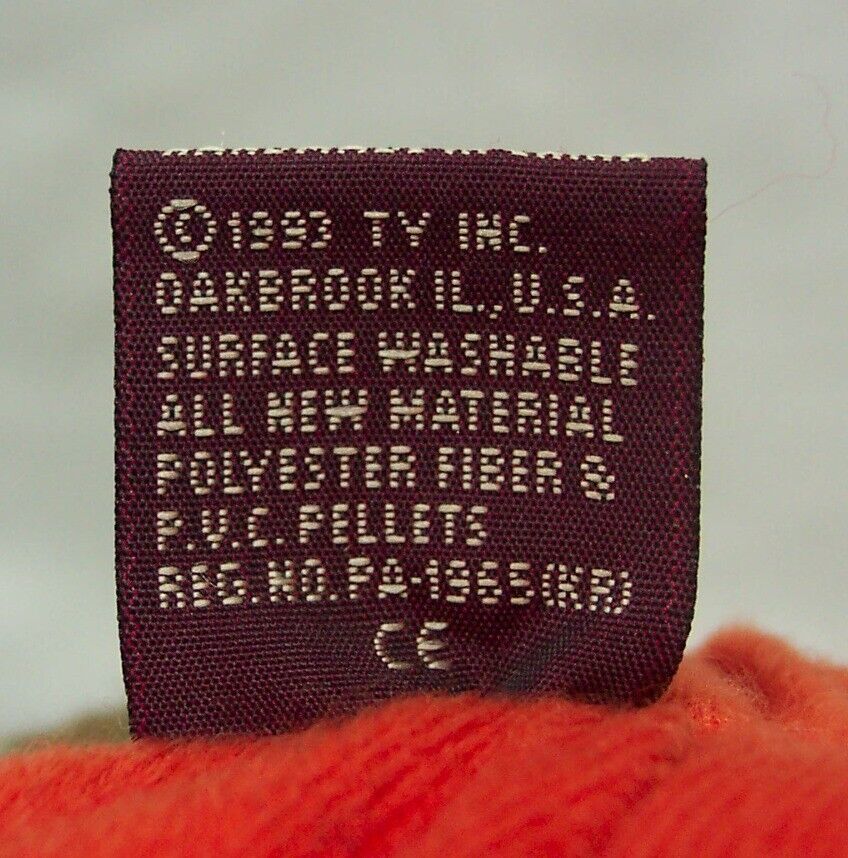 ©1993 TY INC.
OAKBROOK IL.,U.S.A.
SURFACE WASHABLE
ALL NEW MATERIAL
POLYESTER FIBER &
P.V.C. PELLETS
REG.NO.PA-1965(KR)
CE